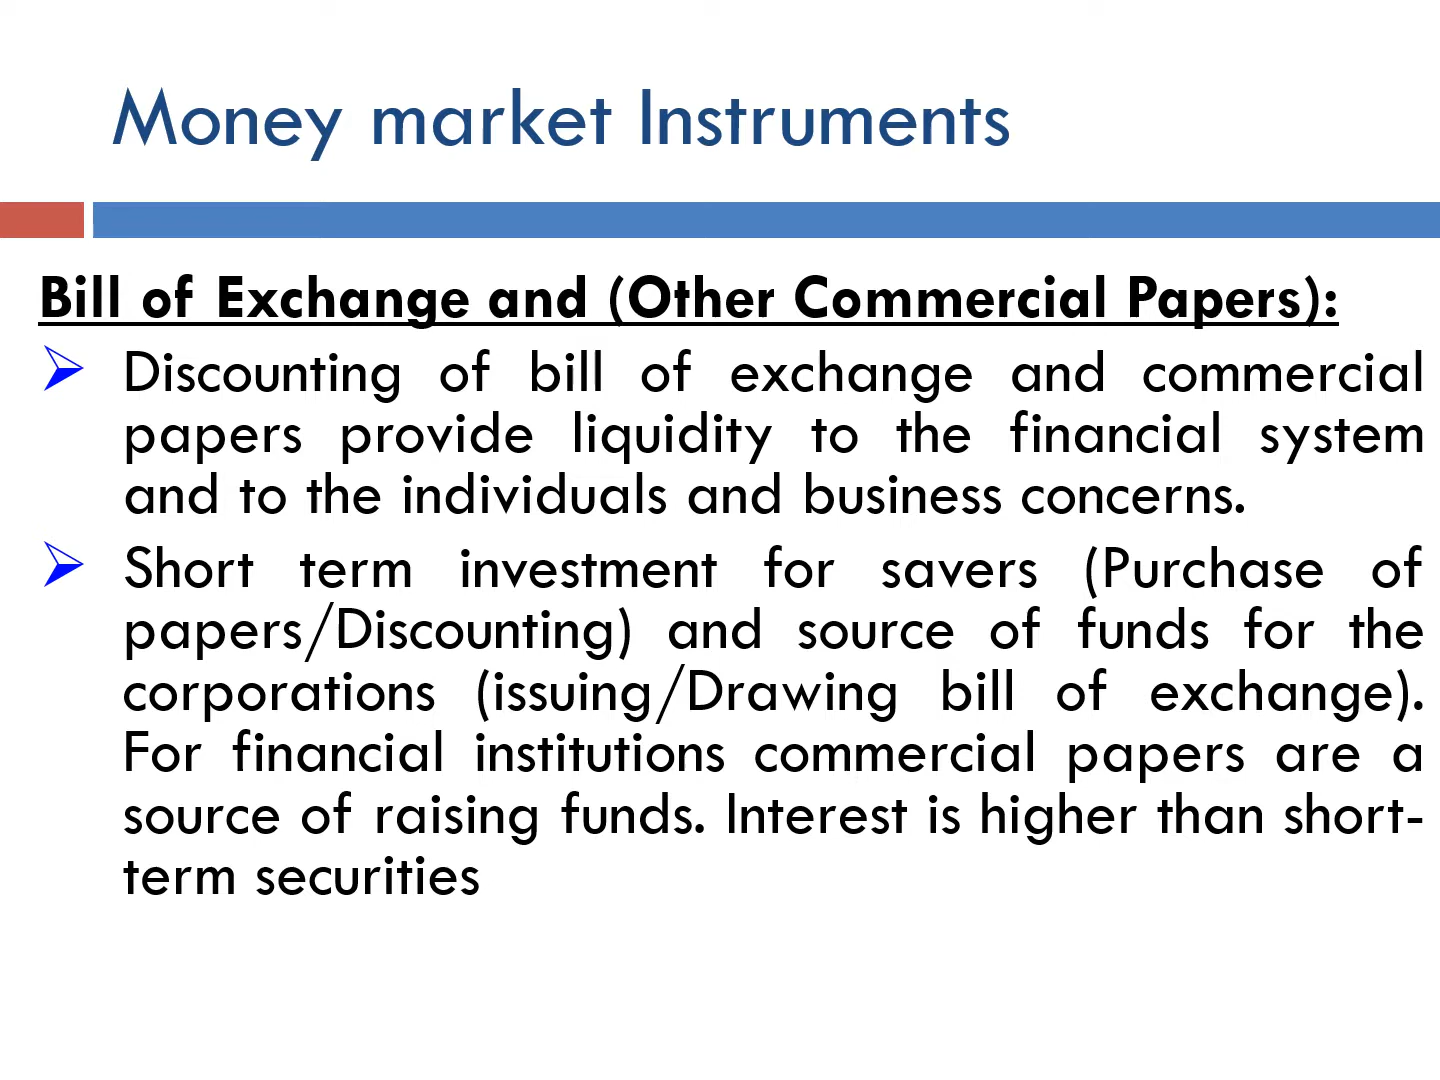 Money market Instruments
Bill of Exchange and (Other Commercial Papers):
Discounting of bill of exchange and commercial
papers provide liquidity to the financial system
and to the individuals and business concerns.
Short term investment for savers (Purchase of
papers/Discounting) and source of funds for the
corporations (issuing/Drawing bill of exchange).
For financial institutions commercial papers are a
source of raising funds. Interest is higher than short-
term securities